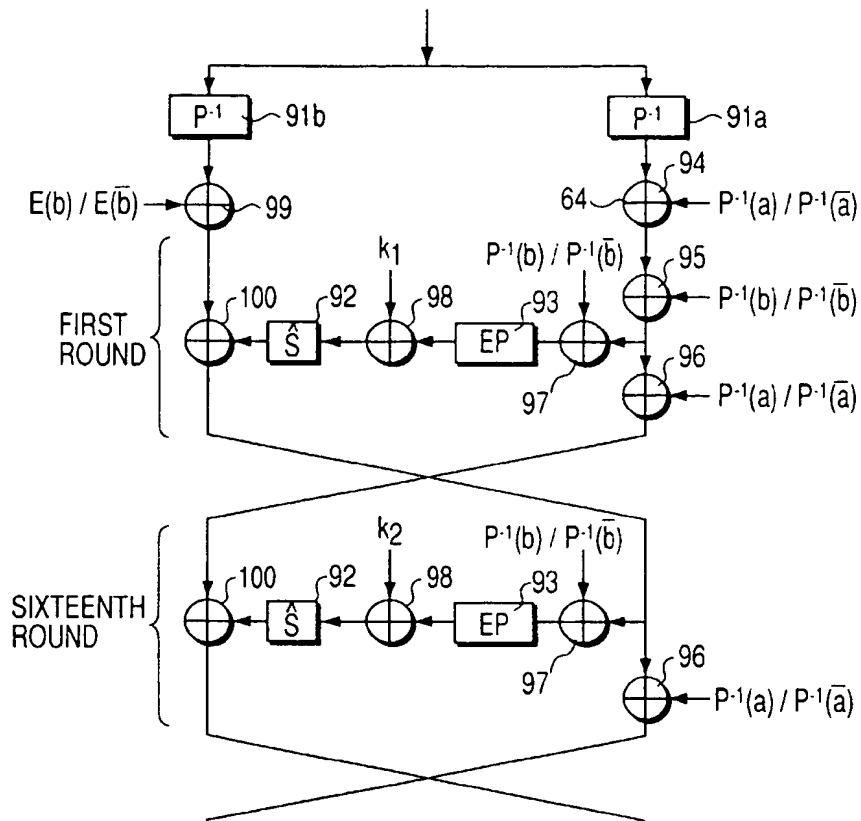 P⁻¹ 91b P⁻¹ 91a
94
E(b) / E(b̅) 99 64 P⁻¹(a) / P⁻¹(a̅)
k₁ P⁻¹(b) / P⁻¹(b̅) 95
P⁻¹(b) / P⁻¹(b̅)
100 92 98 93
FIRST
ROUND
Ŝ EP
97 96
P⁻¹(a) / P⁻¹(a̅)
k₂ P⁻¹(b) / P⁻¹(b̅)
100 92 98 93
SIXTEENTH
ROUND
Ŝ EP
97 96
P⁻¹(a) / P⁻¹(a̅)